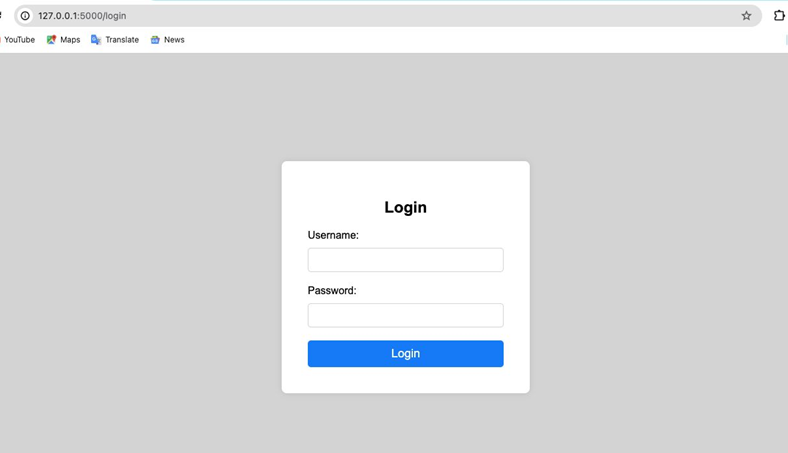 127.0.0.1:5000/login
YouTube Maps Translate News
Login
Username:
Password:
Login